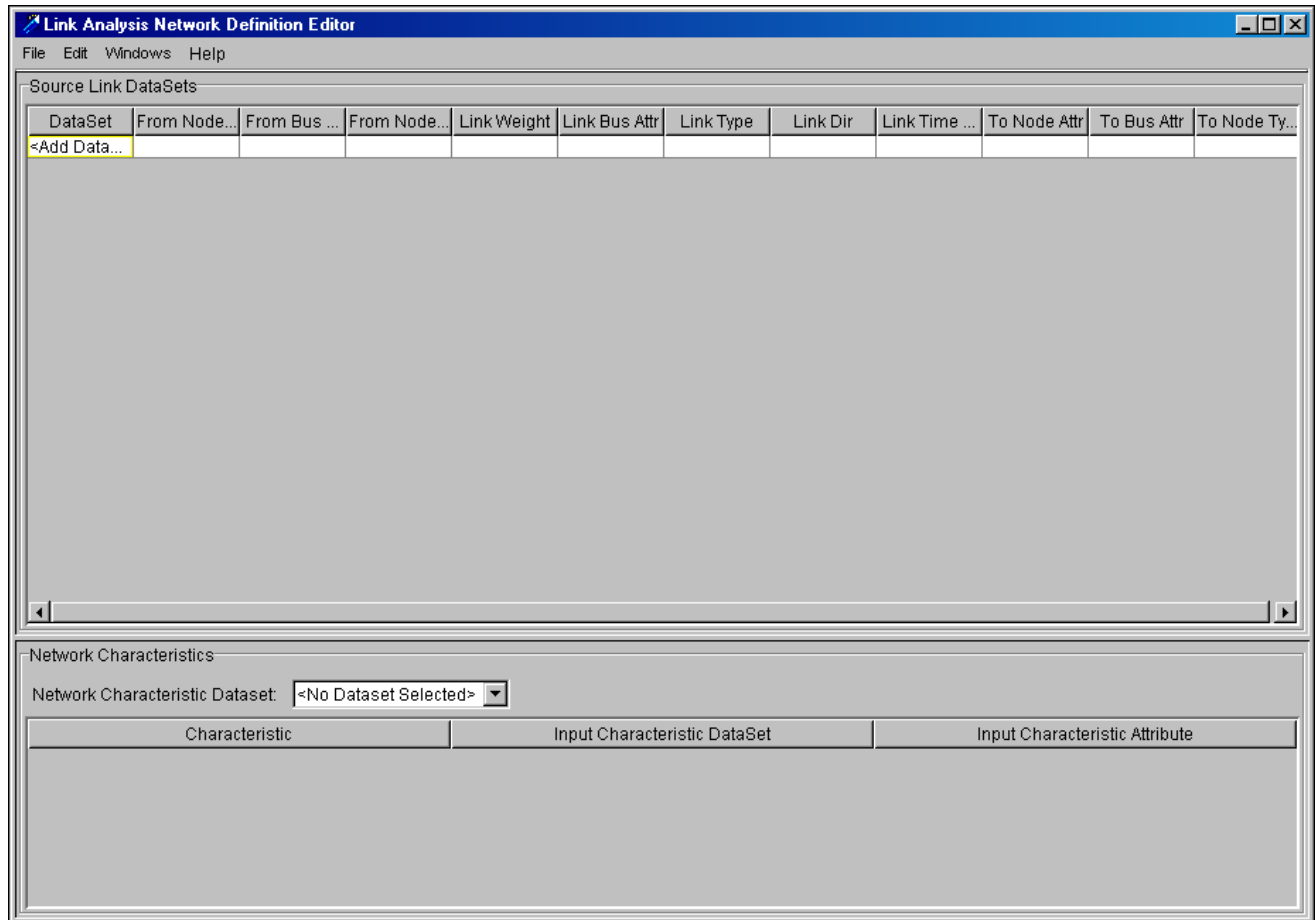 Link Analysis Network Definition Editor
File Edit Windows Help
Source Link DataSets
DataSet From Node... From Bus ... From Node... Link Weight Link Bus Attr Link Type Link Dir Link Time ... To Node Attr To Bus Attr To Node Ty...
<Add Data...
Network Characteristics
Network Characteristic Dataset: <No Dataset Selected>
Characteristic Input Characteristic DataSet Input Characteristic Attribute